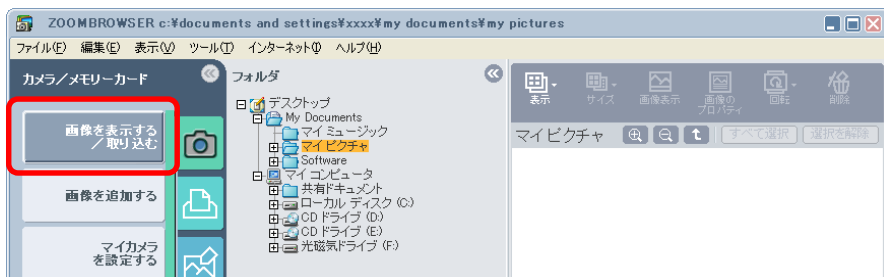 ZOOMBROWSER c:¥documents and settings¥xxxx¥my documents¥my pictures
ファイル(F) 編集(E) 表示(V) ツール(T) インターネット(I) ヘルプ(H)
カメラ/メモリーカード
画像を表示する
/取り込む
画像を追加する
マイカメラ
を設定する
フォルダ
デスクトップ
My Documents
マイ ミュージック
マイ ピクチャ
Software
マイ コンピュータ
共有ドキュメント
ローカル ディスク (C:)
CD ドライブ (D:)
CD ドライブ (E:)
光磁気ドライブ (F:)
表示 サイズ 画像表示 画像の 回転 削除
プロパティ
マイ ピクチャ すべて選択 選択を解除